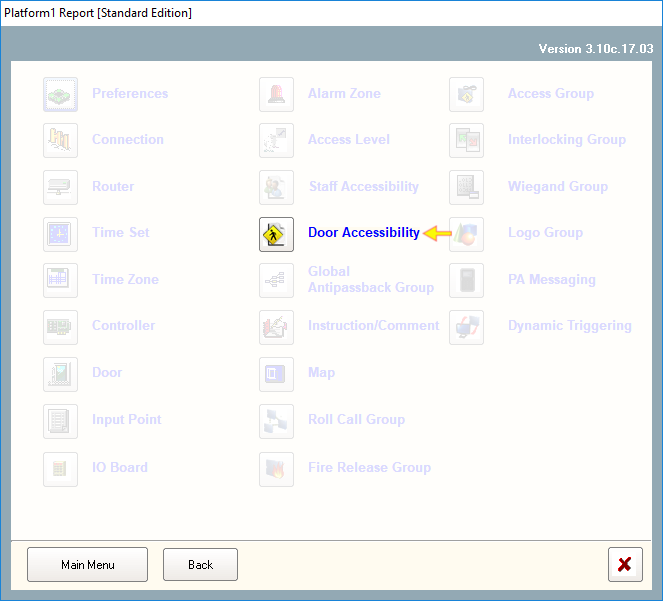 Platform1 Report [Standard Edition]
Version 3.10c.17.03
Preferences
Connection
Router
Time Set
Time Zone
Controller
Door
Input Point
IO Board
Alarm Zone
Access Level
Staff Accessibility
Door Accessibility
Global
Antipassback Group
Instruction/Comment
Map
Roll Call Group
Fire Release Group
Access Group
Interlocking Group
Wiegand Group
Logo Group
PA Messaging
Dynamic Triggering
Main Menu
Back